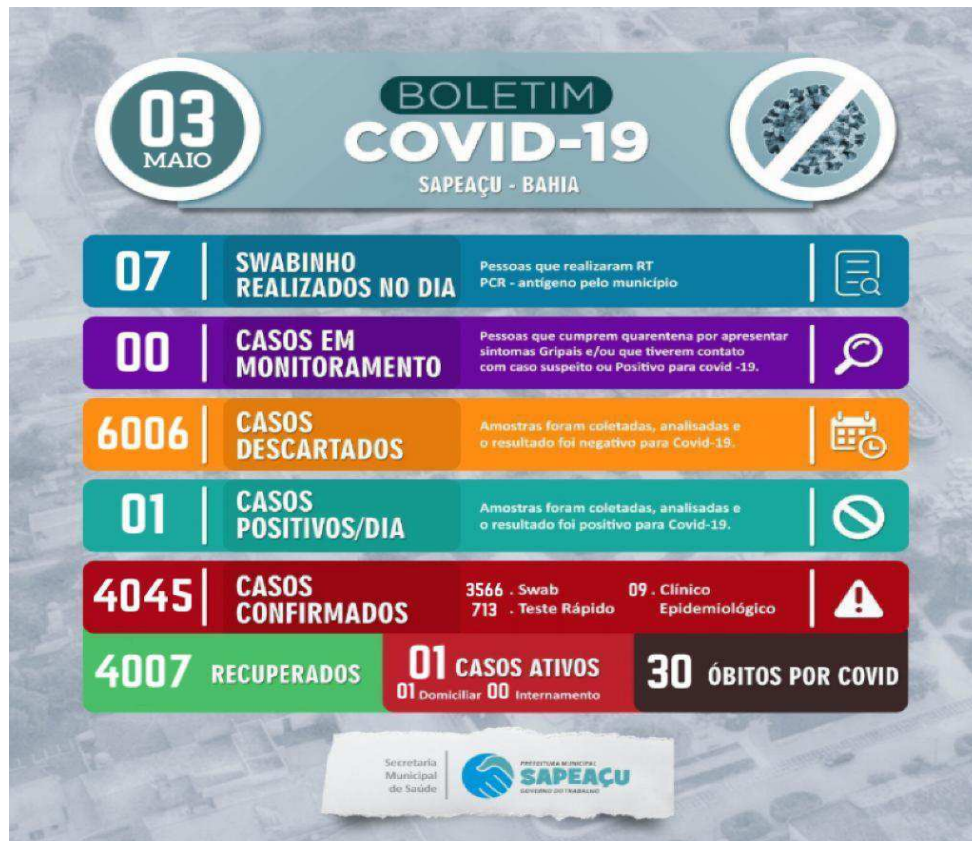 03
MAIO
BOLETIM
COVID-19
SAPEAÇU - BAHIA
07
SWABINHO
REALIZADOS NO DIA
Pessoas que realizaram RT
PCR - antígeno pelo município
00
CASOS EM
MONITORAMENTO
Pessoas que cumprem quarentena por apresentar
sintomas Gripais e/ou que tiverem contato
com caso suspeito ou Positivo para covid -19.
6006
CASOS
DESCARTADOS
Amostras foram coletadas, analisadas e
o resultado foi negativo para Covid-19.
01
CASOS
POSITIVOS/DIA
Amostras foram coletadas, analisadas e
o resultado foi positivo para Covid-19.
4045
CASOS
CONFIRMADOS
3566 . Swab
713 . Teste Rápido
09 . Clínico
Epidemiológico
4007 RECUPERADOS
01 CASOS ATIVOS
01 Domiciliar 00 Internamento
30 ÓBITOS POR COVID
Secretaria
Municipal
de Saúde
PREFEITURA MUNICIPAL
SAPEAÇU
GOVERNO DO TRABALHO